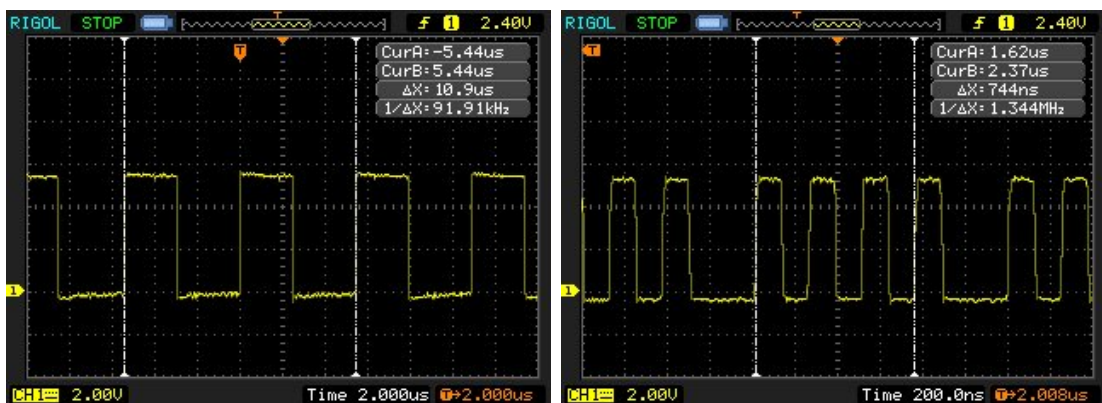 RIGOL STOP T 1 2.40V
CurA:-5.44us
CurB:5.44us
ΔX:10.9us
1/ΔX:91.91kHz
T
1
CH1 2.00V Time 2.000us T→2.000us
RIGOL STOP T 1 2.40V
CurA:1.62us
CurB:2.37us
ΔX:744ns
1/ΔX:1.344MHz
T
1
CH1 2.00V Time 200.0ns T→2.008us